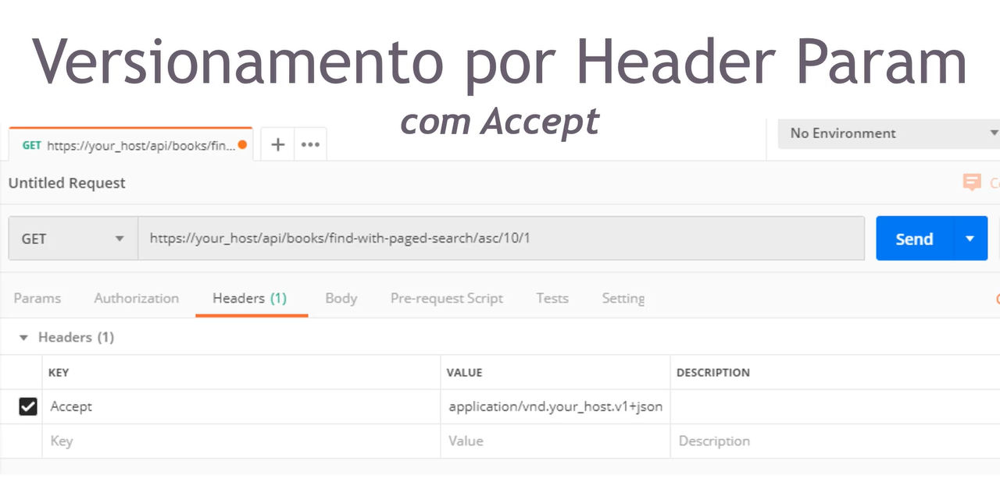 Versionamento por Header Param
com Accept
GET https://your_host/api/books/fin... + •••
No Environment
Untitled Request
GET https://your_host/api/books/find-with-paged-search/asc/10/1 Send
Params Authorization Headers (1) Body Pre-request Script Tests Setting
Headers (1)
KEY VALUE DESCRIPTION
Accept application/vnd.your_host.v1+json
Key Value Description